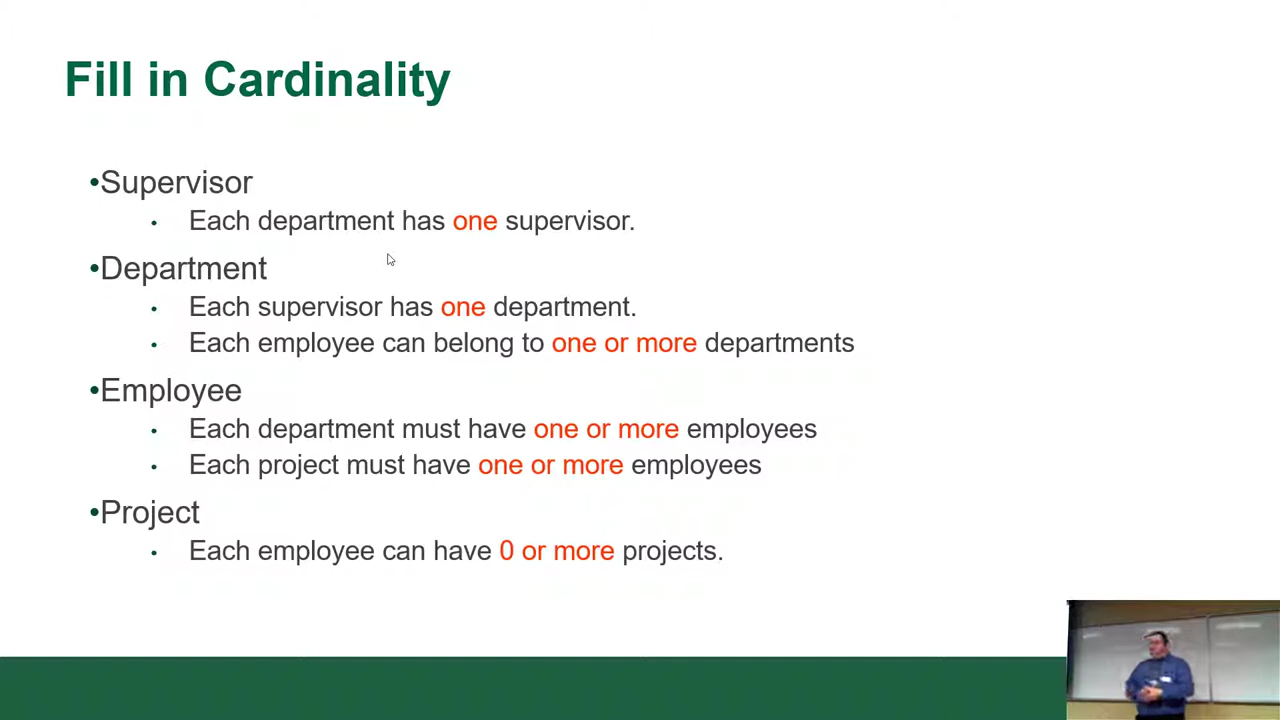 Fill in Cardinality
•Supervisor
• Each department has one supervisor.
•Department
• Each supervisor has one department.
• Each employee can belong to one or more departments
•Employee
• Each department must have one or more employees
• Each project must have one or more employees
•Project
• Each employee can have 0 or more projects.